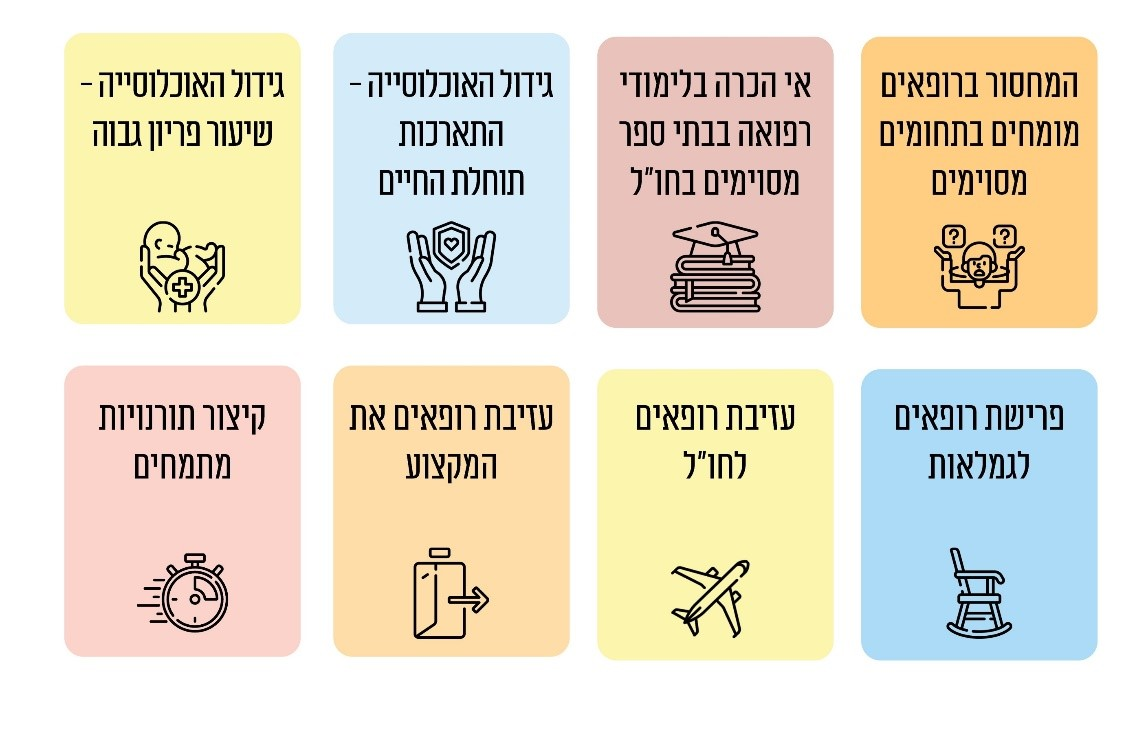 המחסור ברופאים
מומחים בתחומים
מסוימים
אי הכרה בלימודי
רפואה בבתי ספר
מסוימים בחו"ל
גידול האוכלוסייה –
התארכות
תוחלת החיים
גידול האוכלוסייה –
שיעור פריון גבוה
פרישת רופאים
לגמלאות
עזיבת רופאים
לחו"ל
עזיבת רופאים את
המקצוע
קיצור תורנויות
מתמחים